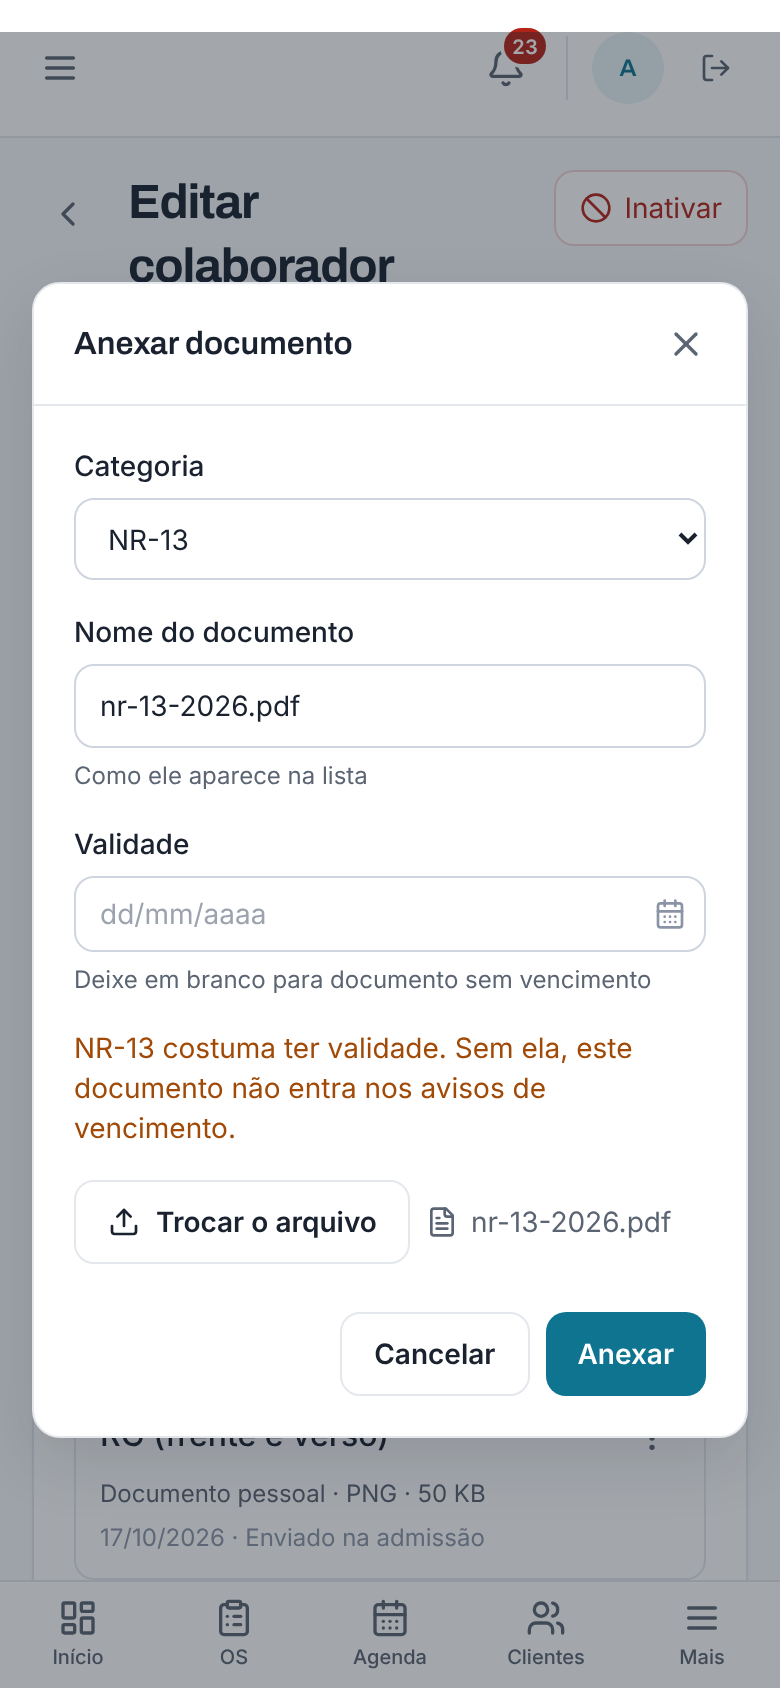 23
A
Editar
colaborador
Inativar
Anexar documento
Categoria
NR-13
Nome do documento
nr-13-2026.pdf
Como ele aparece na lista
Validade
dd/mm/aaaa
Deixe em branco para documento sem vencimento
NR-13 costuma ter validade. Sem ela, este
documento não entra nos avisos de
vencimento.
Trocar o arquivo
nr-13-2026.pdf
Cancelar
Anexar
(frente e verso)
Documento pessoal · PNG · 50 KB
17/10/2026 · Enviado na admissão
Início
OS
Agenda
Clientes
Mais